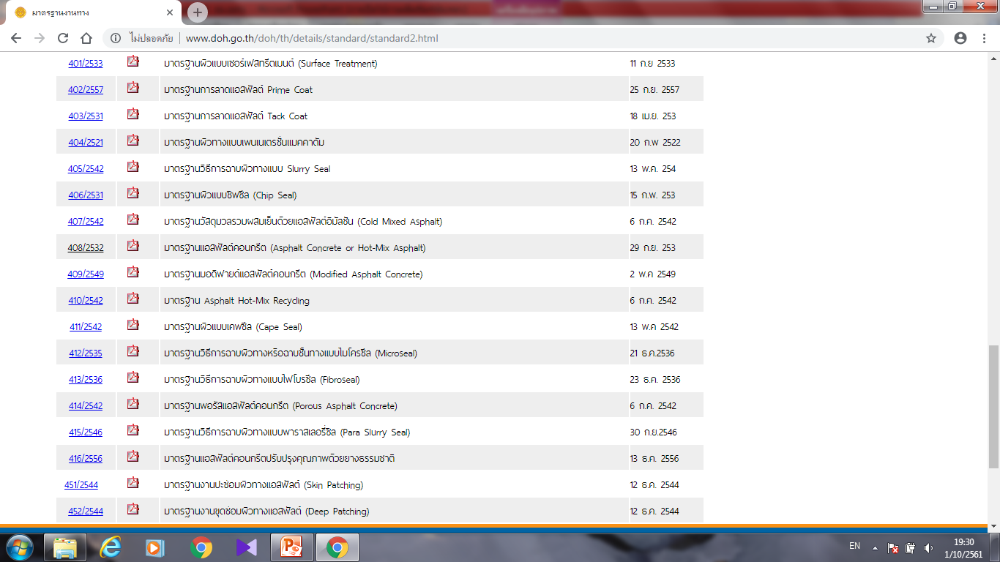 มาตรฐานงานทาง
ไม่ปลอดภัย www.doh.go.th/doh/th/details/standard/standard2.html
401/2533 มาตรฐานผิวแบบเซอร์เฟสทรีตเมนต์ (Surface Treatment) 11 ก.ย 2533
402/2557 มาตรฐานการลาดแอสฟัลต์ Prime Coat 25 ก.ย. 2557
403/2531 มาตรฐานการลาดแอสฟัลต์ Tack Coat 18 เม.ย. 253
404/2521 มาตรฐานผิวทางแบบเพนเนเตรชั่นแมคคาดัม 20 ก.พ 2522
405/2542 มาตรฐานวิธีการฉาบผิวทางแบบ Slurry Seal 13 พ.ค. 254
406/2531 มาตรฐานผิวแบบชิพซีล (Chip Seal) 15 ก.พ. 253
407/2542 มาตรฐานวัสดุมวลรวมผสมเย็นด้วยแอสฟัลต์อิมัลชัน (Cold Mixed Asphalt) 6 ก.ค. 2542
408/2532 มาตรฐานแอสฟัลต์คอนกรีต (Asphalt Concrete or Hot-Mix Asphalt) 29 ก.ย. 253
409/2549 มาตรฐานมอดิฟายด์แอสฟัลต์คอนกรีต (Modified Asphalt Concrete) 2 พ.ค 2549
410/2542 มาตรฐาน Asphalt Hot-Mix Recycling 6 ก.ค. 2542
411/2542 มาตรฐานผิวแบบเคพซีล (Cape Seal) 13 พ.ค 2542
412/2535 มาตรฐานวิธีการฉาบผิวทางหรือฉาบชั้นทางแบบไมโครซีล (Microseal) 21 ธ.ค.2536
413/2536 มาตรฐานวิธีการฉาบผิวทางแบบไฟโบรซีล (Fibroseal) 23 ธ.ค. 2536
414/2542 มาตรฐานพอรัสแอสฟัลต์คอนกรีต (Porous Asphalt Concrete) 6 ก.ค. 2542
415/2546 มาตรฐานวิธีการฉาบผิวทางแบบพาราสเลอรี่ซีล (Para Slurry Seal) 30 ก.ย.2546
416/2556 มาตรฐานแอสฟัลต์คอนกรีตปรับปรุงคุณภาพด้วยยางธรรมชาติ 13 ธ.ค. 2556
451/2544 มาตรฐานงานปะซ่อมผิวทางแอสฟัลต์ (Skin Patching) 12 ธ.ค. 2544
452/2544 มาตรฐานงานขุดซ่อมผิวทางแอสฟัลต์ (Deep Patching) 12 ธ.ค. 2544
EN 19:30
1/10/2561